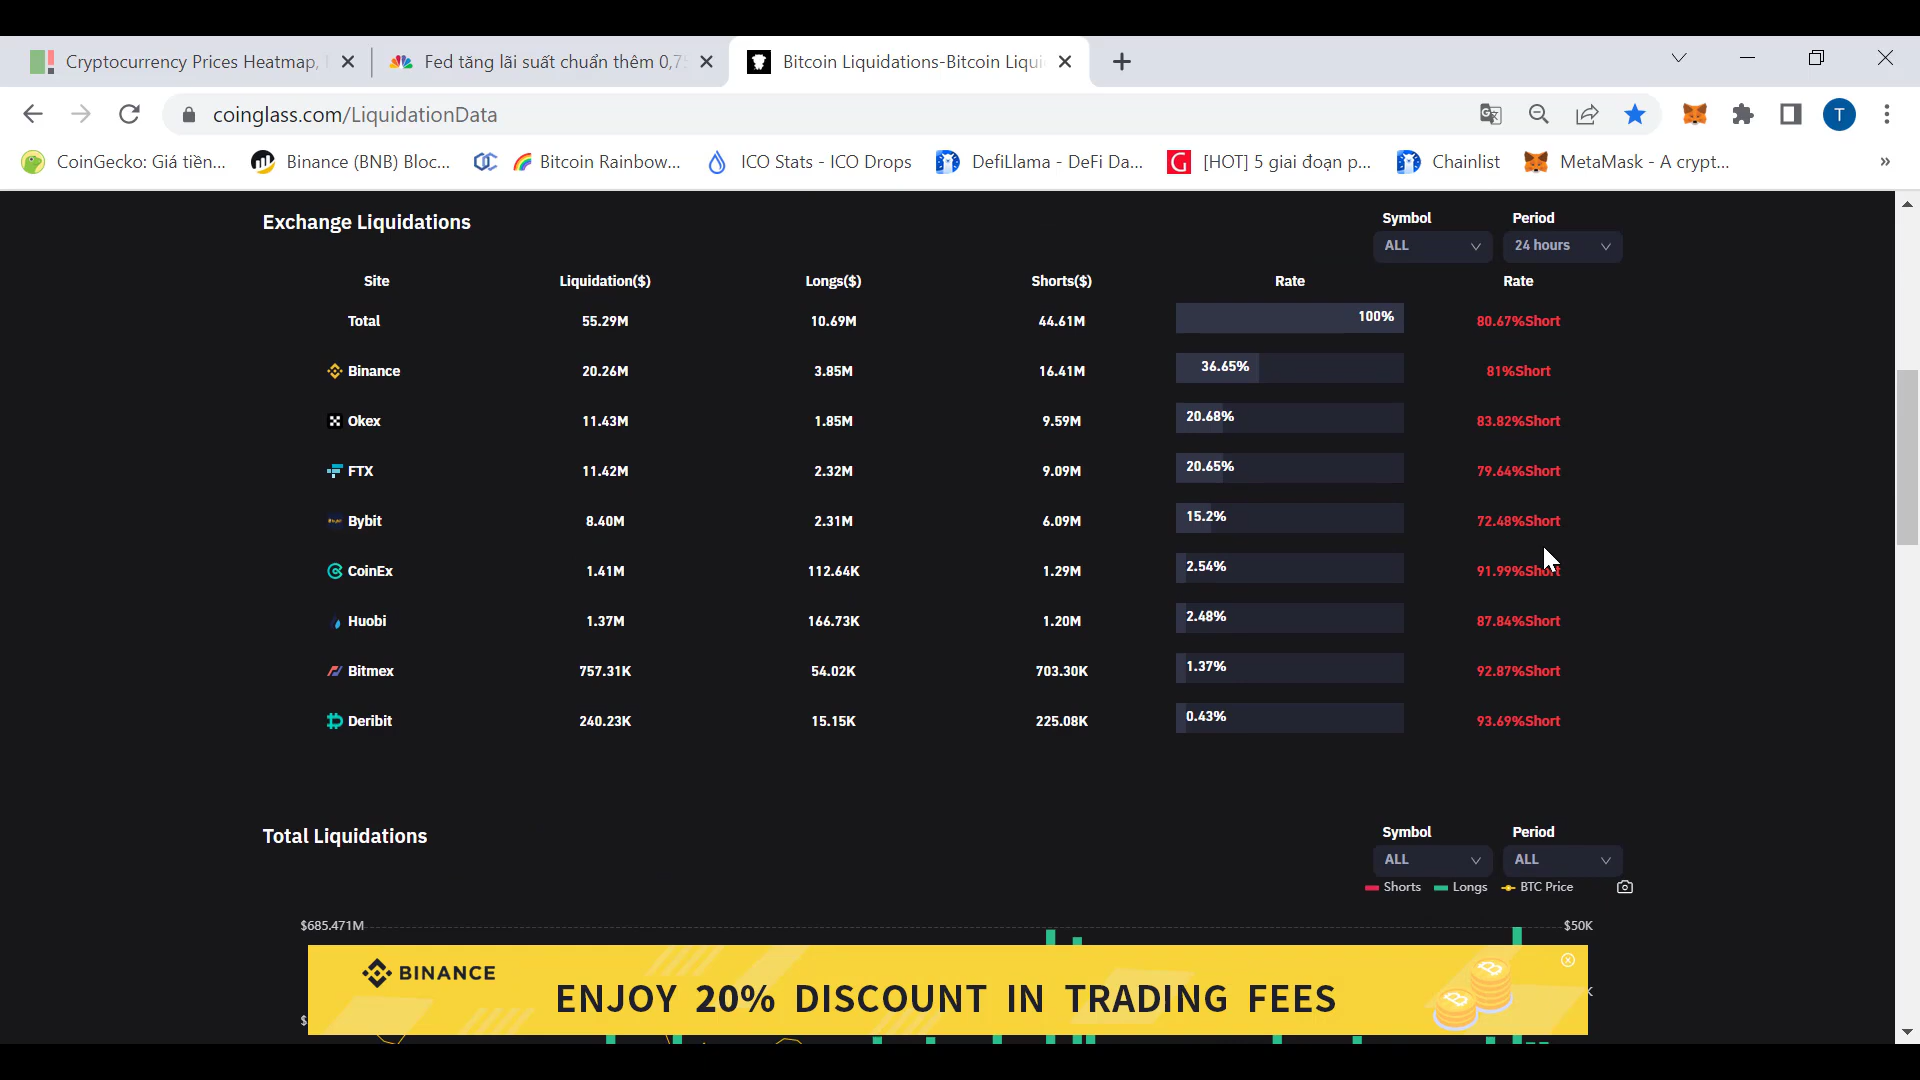 Cryptocurrency Prices Heatmap,
Fed tăng lãi suất chuẩn thêm 0,7
Bitcoin Liquidations-Bitcoin Liqui
coinglass.com/LiquidationData
T
CoinGecko: Giá tiền...
Binance (BNB) Bloc...
Bitcoin Rainbow...
ICO Stats - ICO Drops
DefiLlama - DeFi Da...
[HOT] 5 giai đoạn p...
Chainlist
MetaMask - A crypt...
Exchange Liquidations
Symbol Period
ALL 24 hours
Site Liquidation($) Longs($) Shorts($) Rate Rate
Total 55.29M 10.69M 44.61M 100% 80.67%Short
Binance 20.26M 3.85M 16.41M 36.65% 81%Short
Okex 11.43M 1.85M 9.59M 20.68% 83.82%Short
FTX 11.42M 2.32M 9.09M 20.65% 79.64%Short
Bybit 8.40M 2.31M 6.09M 15.2% 72.48%Short
CoinEx 1.41M 112.64K 1.29M 2.54% 91.99%Short
Huobi 1.37M 166.73K 1.20M 2.48% 87.84%Short
Bitmex 757.31K 54.02K 703.30K 1.37% 92.87%Short
Deribit 240.23K 15.15K 225.08K 0.43% 93.69%Short
Total Liquidations
Symbol Period
ALL ALL
Shorts Longs BTC Price
$685.471M $50K
BINANCE
ENJOY 20% DISCOUNT IN TRADING FEES